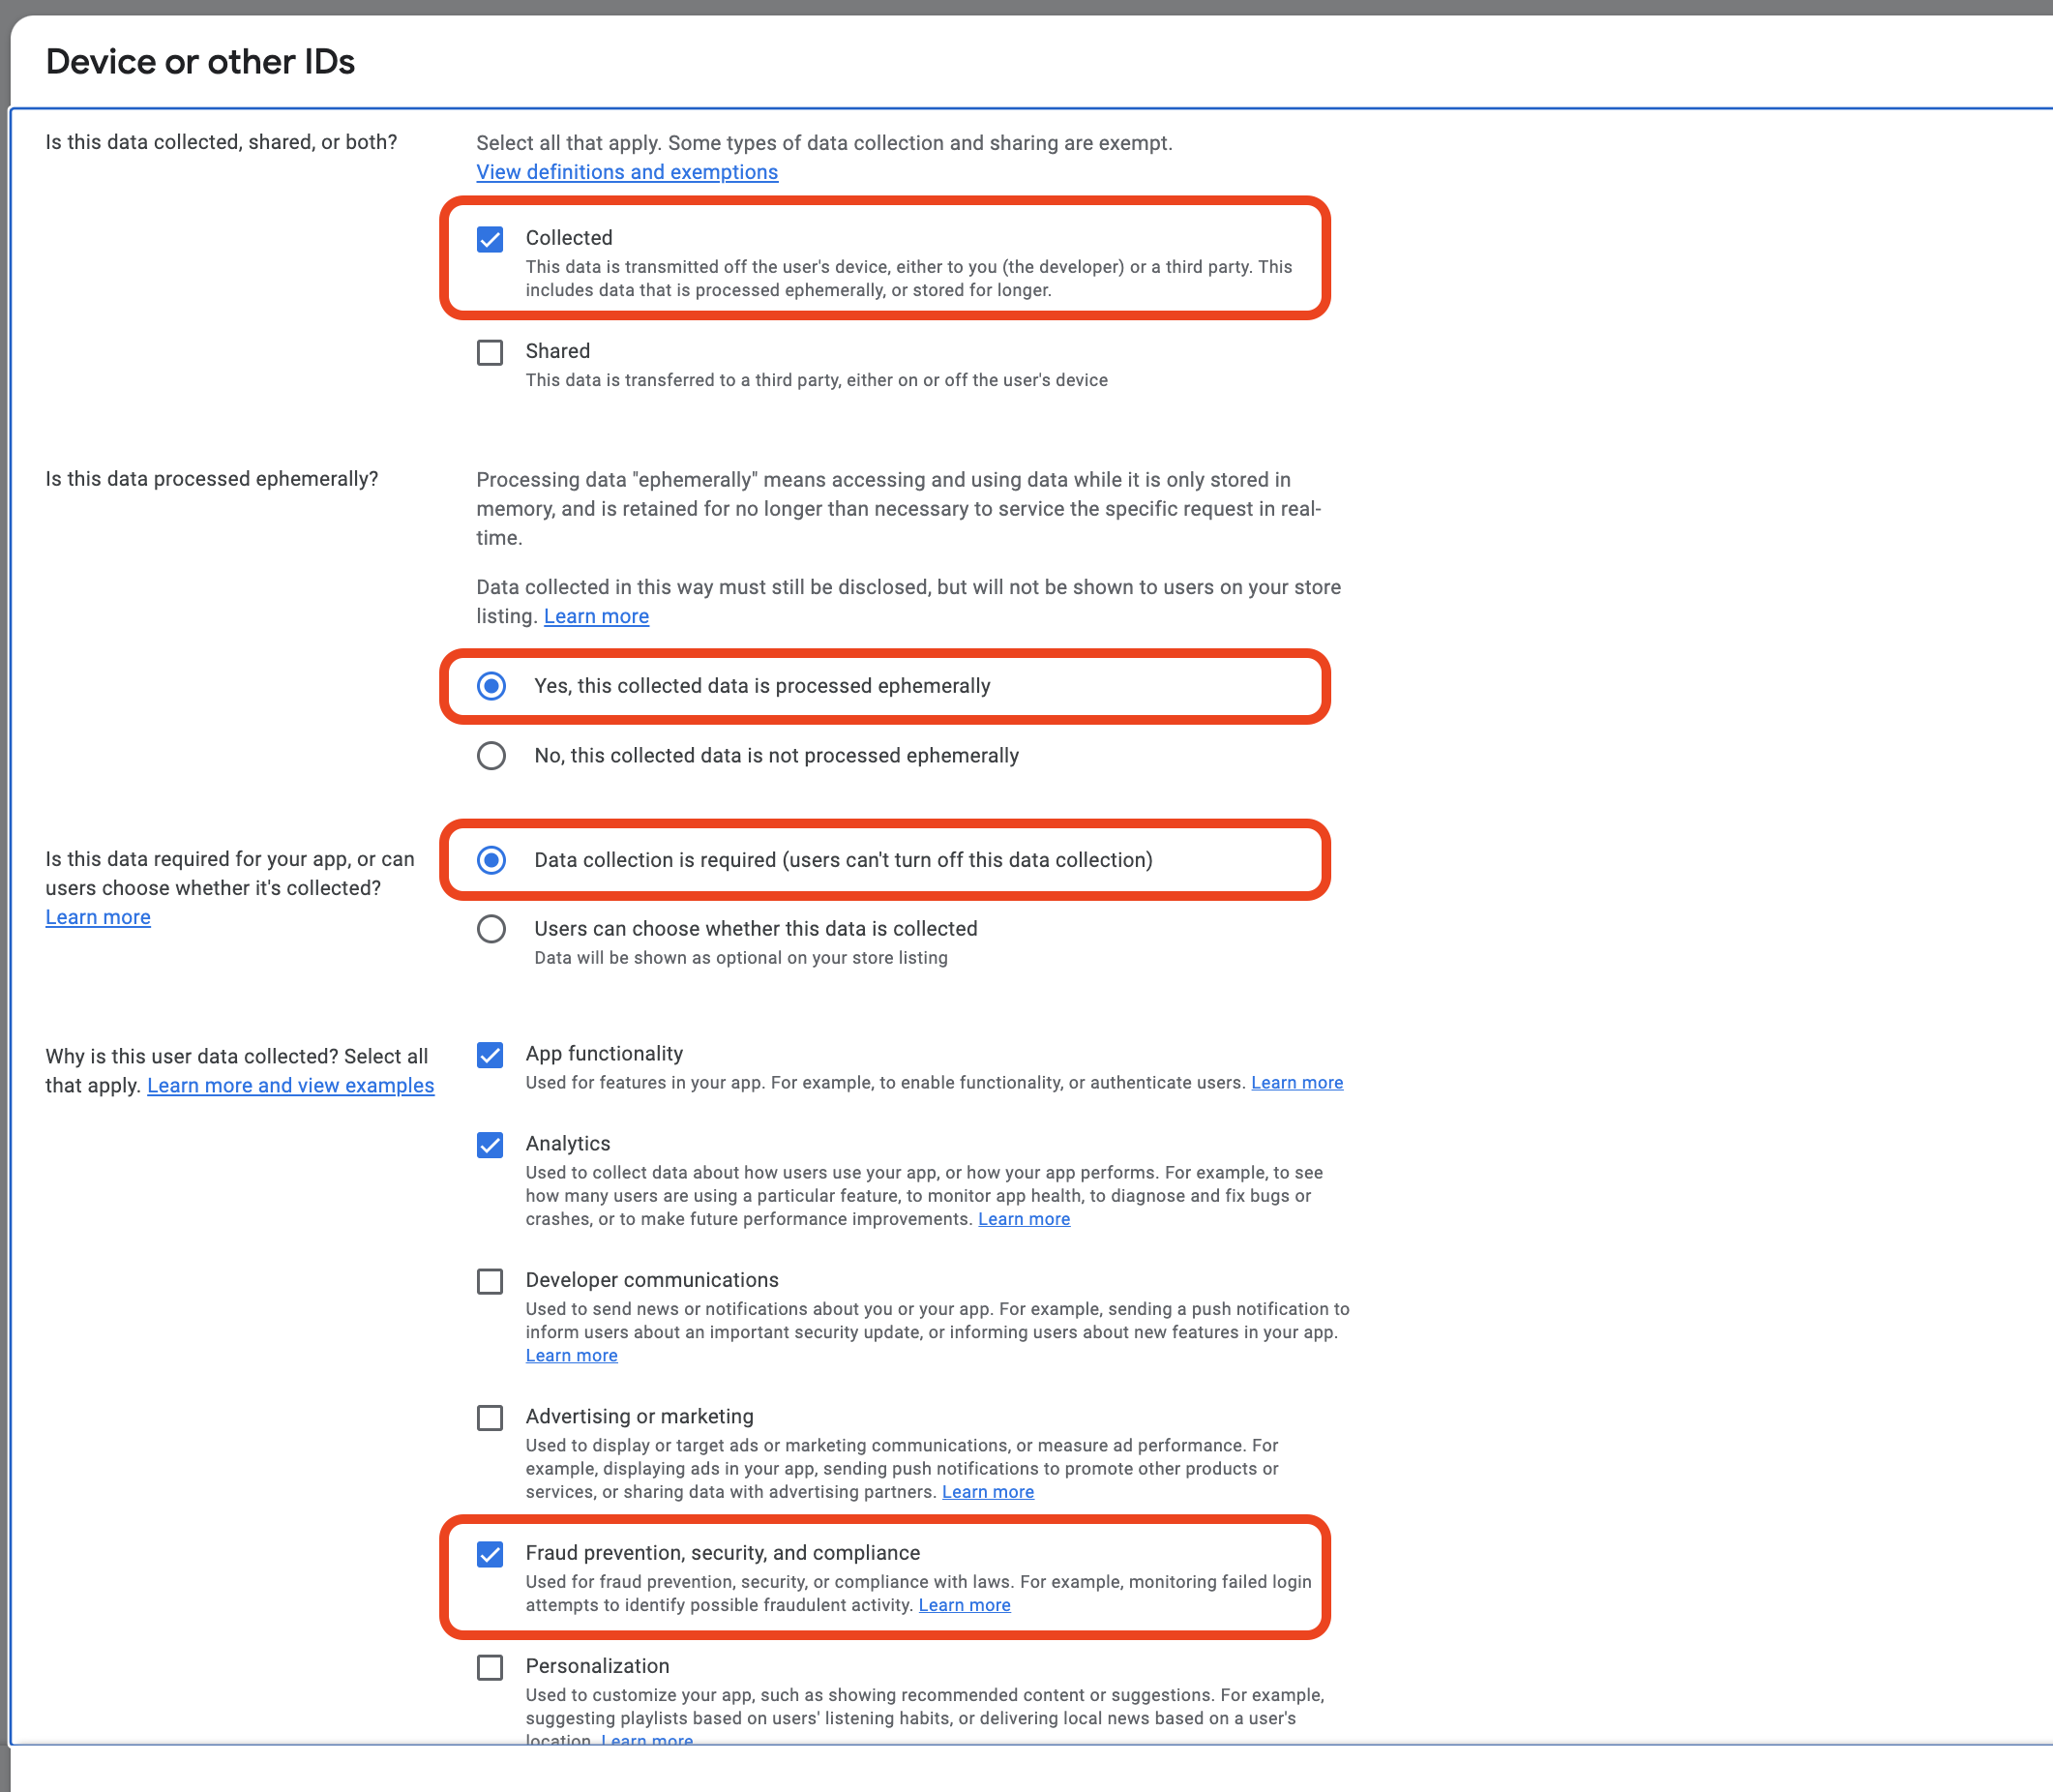 Device or other IDs
Is this data collected, shared, or both?
Select all that apply. Some types of data collection and sharing are exempt.
View definitions and exemptions
Collected
This data is transmitted off the user's device, either to you (the developer) or a third party. This
includes data that is processed ephemerally, or stored for longer.
Shared
This data is transferred to a third party, either on or off the user's device
Is this data processed ephemerally?
Processing data "ephemerally" means accessing and using data while it is only stored in
memory, and is retained for no longer than necessary to service the specific request in real-
time.
Data collected in this way must still be disclosed, but will not be shown to users on your store
listing. Learn more
Yes, this collected data is processed ephemerally
No, this collected data is not processed ephemerally
Is this data required for your app, or can
users choose whether it's collected?
Learn more
Data collection is required (users can't turn off this data collection)
Users can choose whether this data is collected
Data will be shown as optional on your store listing
Why is this user data collected? Select all
that apply. Learn more and view examples
App functionality
Used for features in your app. For example, to enable functionality, or authenticate users. Learn more
Analytics
Used to collect data about how users use your app, or how your app performs. For example, to see
how many users are using a particular feature, to monitor app health, to diagnose and fix bugs or
crashes, or to make future performance improvements. Learn more
Developer communications
Used to send news or notifications about you or your app. For example, sending a push notification to
inform users about an important security update, or informing users about new features in your app.
Learn more
Advertising or marketing
Used to display or target ads or marketing communications, or measure ad performance. For
example, displaying ads in your app, sending push notifications to promote other products or
services, or sharing data with advertising partners. Learn more
Fraud prevention, security, and compliance
Used for fraud prevention, security, or compliance with laws. For example, monitoring failed login
attempts to identify possible fraudulent activity. Learn more
Personalization
Used to customize your app, such as showing recommended content or suggestions. For example,
suggesting playlists based on users' listening habits, or delivering local news based on a user's
location. Learn more